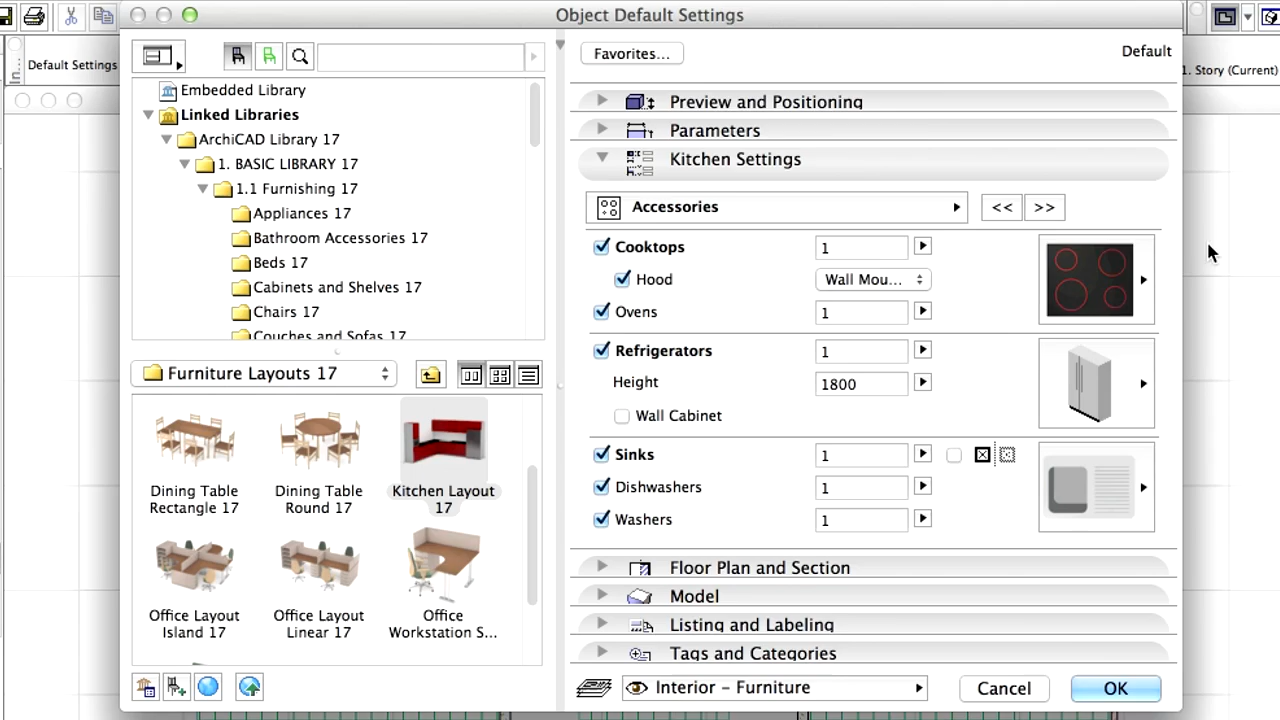 Object Default Settings
Default Settings
1. Story (Current)
Favorites...
Default
Embedded Library
Linked Libraries
ArchiCAD Library 17
1. BASIC LIBRARY 17
1.1 Furnishing 17
Appliances 17
Bathroom Accessories 17
Beds 17
Cabinets and Shelves 17
Chairs 17
Couches and Sofas 17
Furniture Layouts 17
Dining Table
Rectangle 17
Dining Table
Round 17
Kitchen Layout
17
Office Layout
Island 17
Office Layout
Linear 17
Office
Workstation S...
Preview and Positioning
Parameters
Kitchen Settings
Accessories
<< >>
Cooktops 1
Hood Wall Mou...
Ovens 1
Refrigerators 1
Height 1800
Wall Cabinet
Sinks 1
Dishwashers 1
Washers 1
Floor Plan and Section
Model
Listing and Labeling
Tags and Categories
Interior - Furniture
Cancel OK